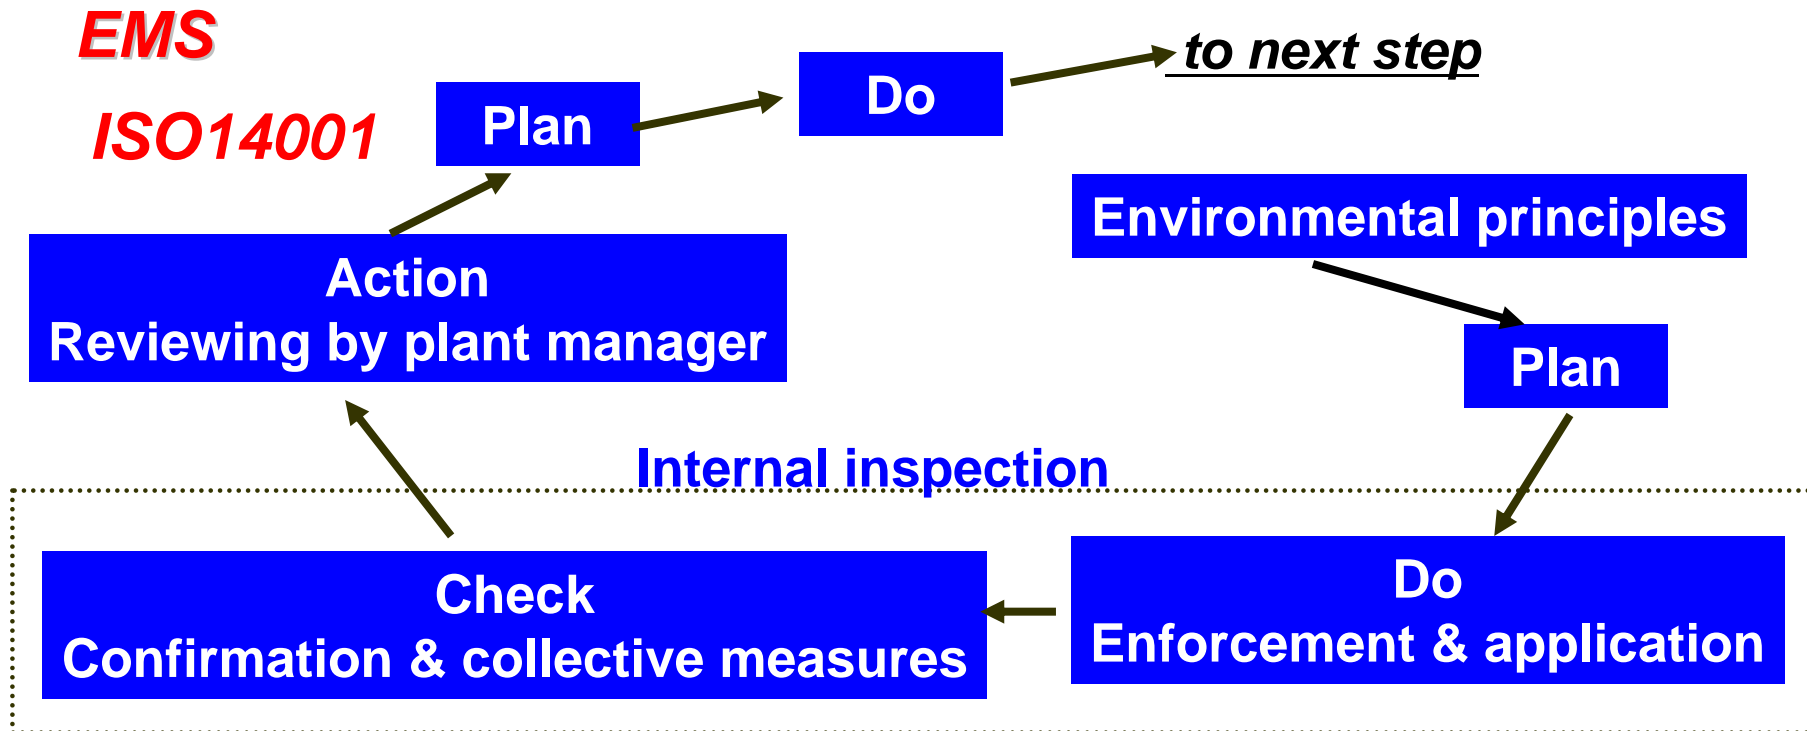 EMS
ISO14001
Plan
Do
to next step
Environmental principles
Plan
Action
Reviewing by plant manager
Internal inspection
Check
Confirmation & collective measures
Do
Enforcement & application